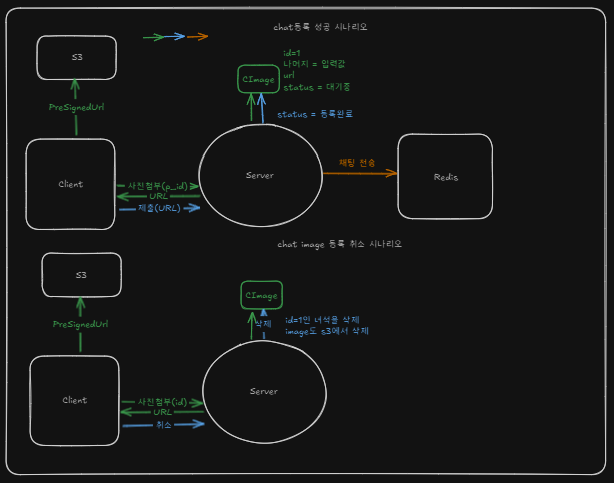 chat등록 성공 시나리오
S3
id=1
나머지 = 입력값
url
status = 대기중
CImage
PreSignedUrl
status = 등록완료
Client
Server
채팅 전송
Redis
사진첨부(p_id)
URL
제출(URL)
chat image 등록 취소 시나리오
S3
CImage
PreSignedUrl
삭제
id=1인 녀석을 삭제
image도 s3에서 삭제
Client
Server
사진첨부(id)
URL
취소